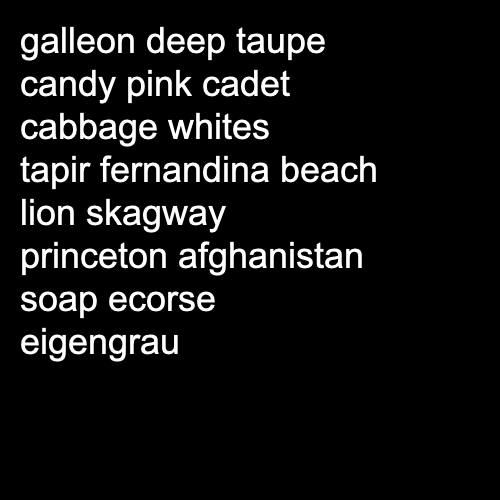 galleon deep taupe
candy pink cadet
cabbage whites
tapir fernandina beach
lion skagway
princeton afghanistan
soap ecorse
eigengrau